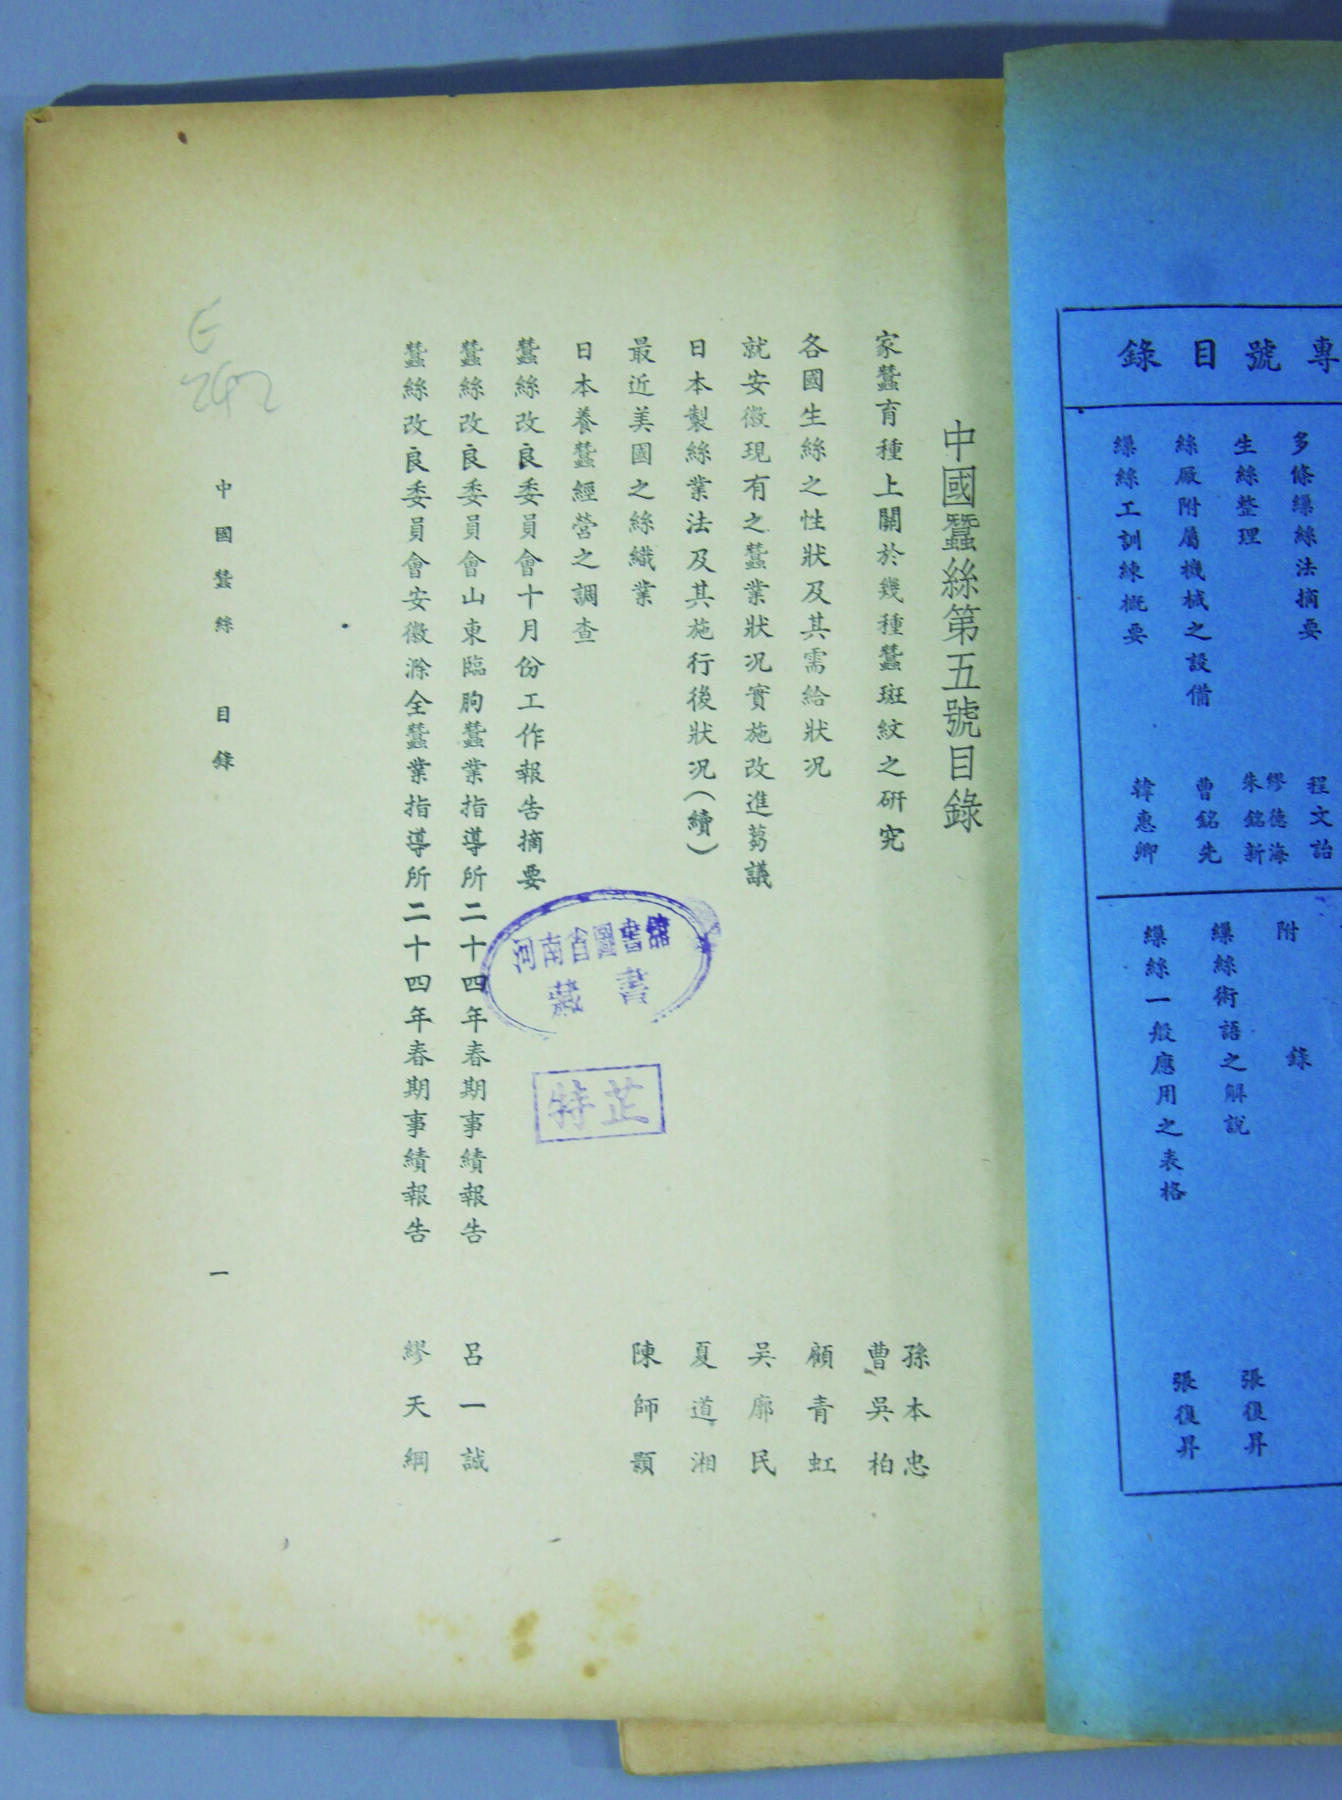 專號目錄
多條繅絲法摘要 程文詒
生絲整理 繆德海 朱銘新
絲厰附屬機械之設備 曹銘先
繅絲工訓練概要 韓惠卿
附錄
繅絲術語之解說 張復昇
繅絲一般應用之表格 張復昇
中國蠶絲第五號目錄
家蠶育種上關於幾種蠶斑紋之研究 孫本忠 曹吳柏
各國生絲之性狀及其需給狀况 顧青虹
就安徽現有之蠶業狀况實施改進芻議 吳廓民
日本製絲業法及其施行後狀况(續) 夏道湘
最近美國之絲織業 陳師顥
日本養蠶經營之調查
蠶絲改良委員會十月份工作報告摘要
蠶絲改良委員會山東臨朐蠶業指導所二十四年春期事績報告 呂一誠
蠶絲改良委員會安徽滁全蠶業指導所二十四年春期事績報告 繆天綱
中國蠶絲 目錄 一
河南省圖書館
藏書
E
242